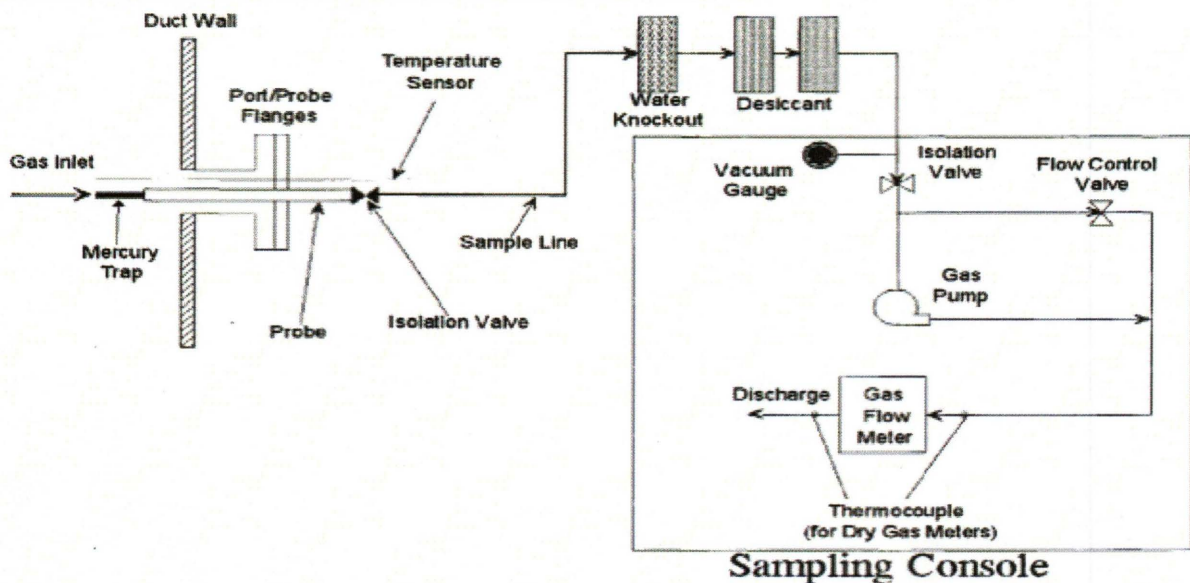 Duct Wall
Temperature
Sensor
Port/Probe
Flanges
Gas Inlet
Mercury
Trap
Probe
Isolation Valve
Sample Line
Water
Knockout
Desiccant
Vacuum
Gauge
Isolation
Valve
Flow Control
Valve
Gas
Pump
Discharge
Gas
Flow
Meter
Thermocouple
(for Dry Gas Meters)
Sampling Console